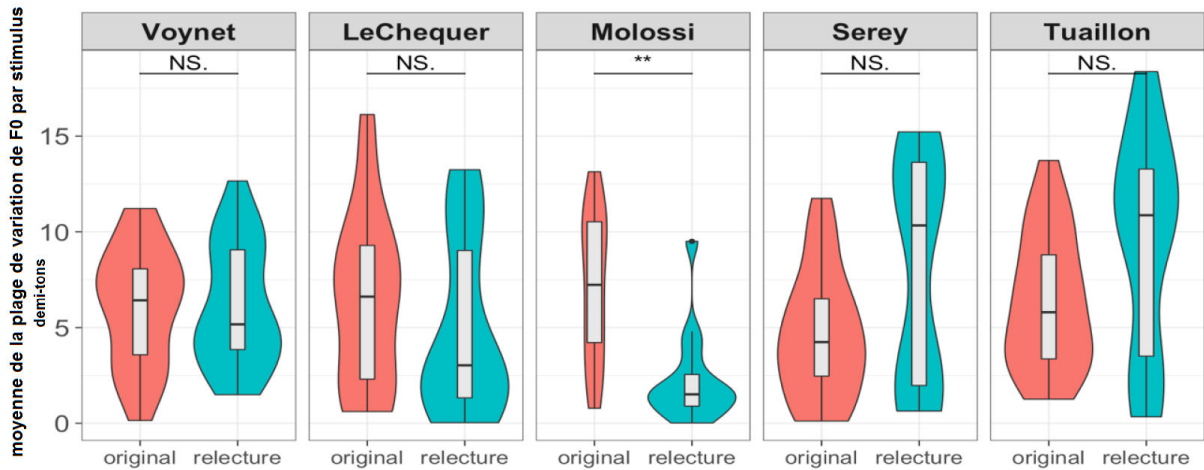 moyenne de la plage de variation de F0 par stimulus
demi-tons
Voynet LeChequer Molossi Serey Tuaillon
NS. NS. ** NS. NS.
15
10
5
0
original relecture original relecture original relecture original relecture original relecture